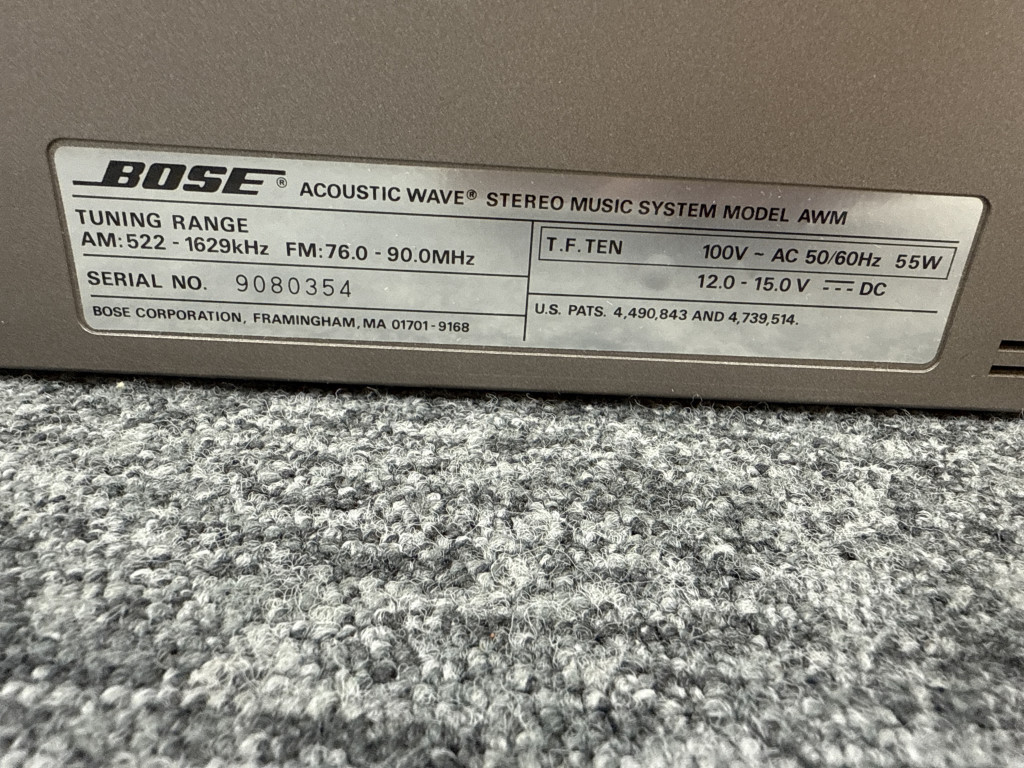 BOSE® ACOUSTIC WAVE® STEREO MUSIC SYSTEM MODEL AWM
TUNING RANGE
AM:522 - 1629kHz FM:76.0 - 90.0MHz
SERIAL NO. 9080354
BOSE CORPORATION, FRAMINGHAM, MA 01701-9168
T.F.TEN 100V ~ AC 50/60Hz 55W
12.0 - 15.0 V ⎓ DC
U.S. PATS. 4,490,843 AND 4,739,514.